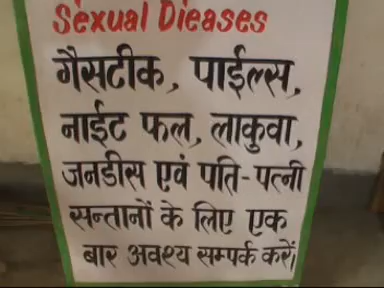 Sexual Dieases
गैसटीक, पाईल्स,
नाईट फल, लाकुवा,
जनडीस एवं पति-पत्नी
सन्तानों के लिए एक
बार अवश्य सम्पर्क करें।